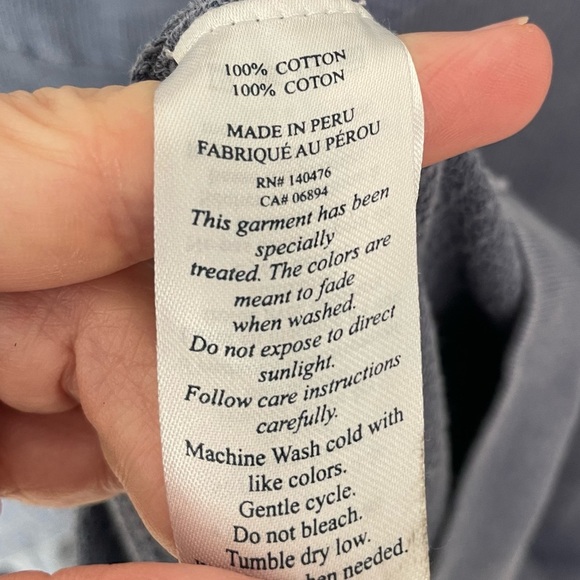 100% COTTON
100% COTON
MADE IN PERU
FABRIQUÉ AU PÉROU
RN# 140476
CA# 06894
This garment has been
specially
treated. The colors are
meant to fade
when washed.
Do not expose to direct
sunlight.
Follow care instructions
carefully.
Machine Wash cold with
like colors.
Gentle cycle.
Do not bleach.
Tumble dry low.
needed.